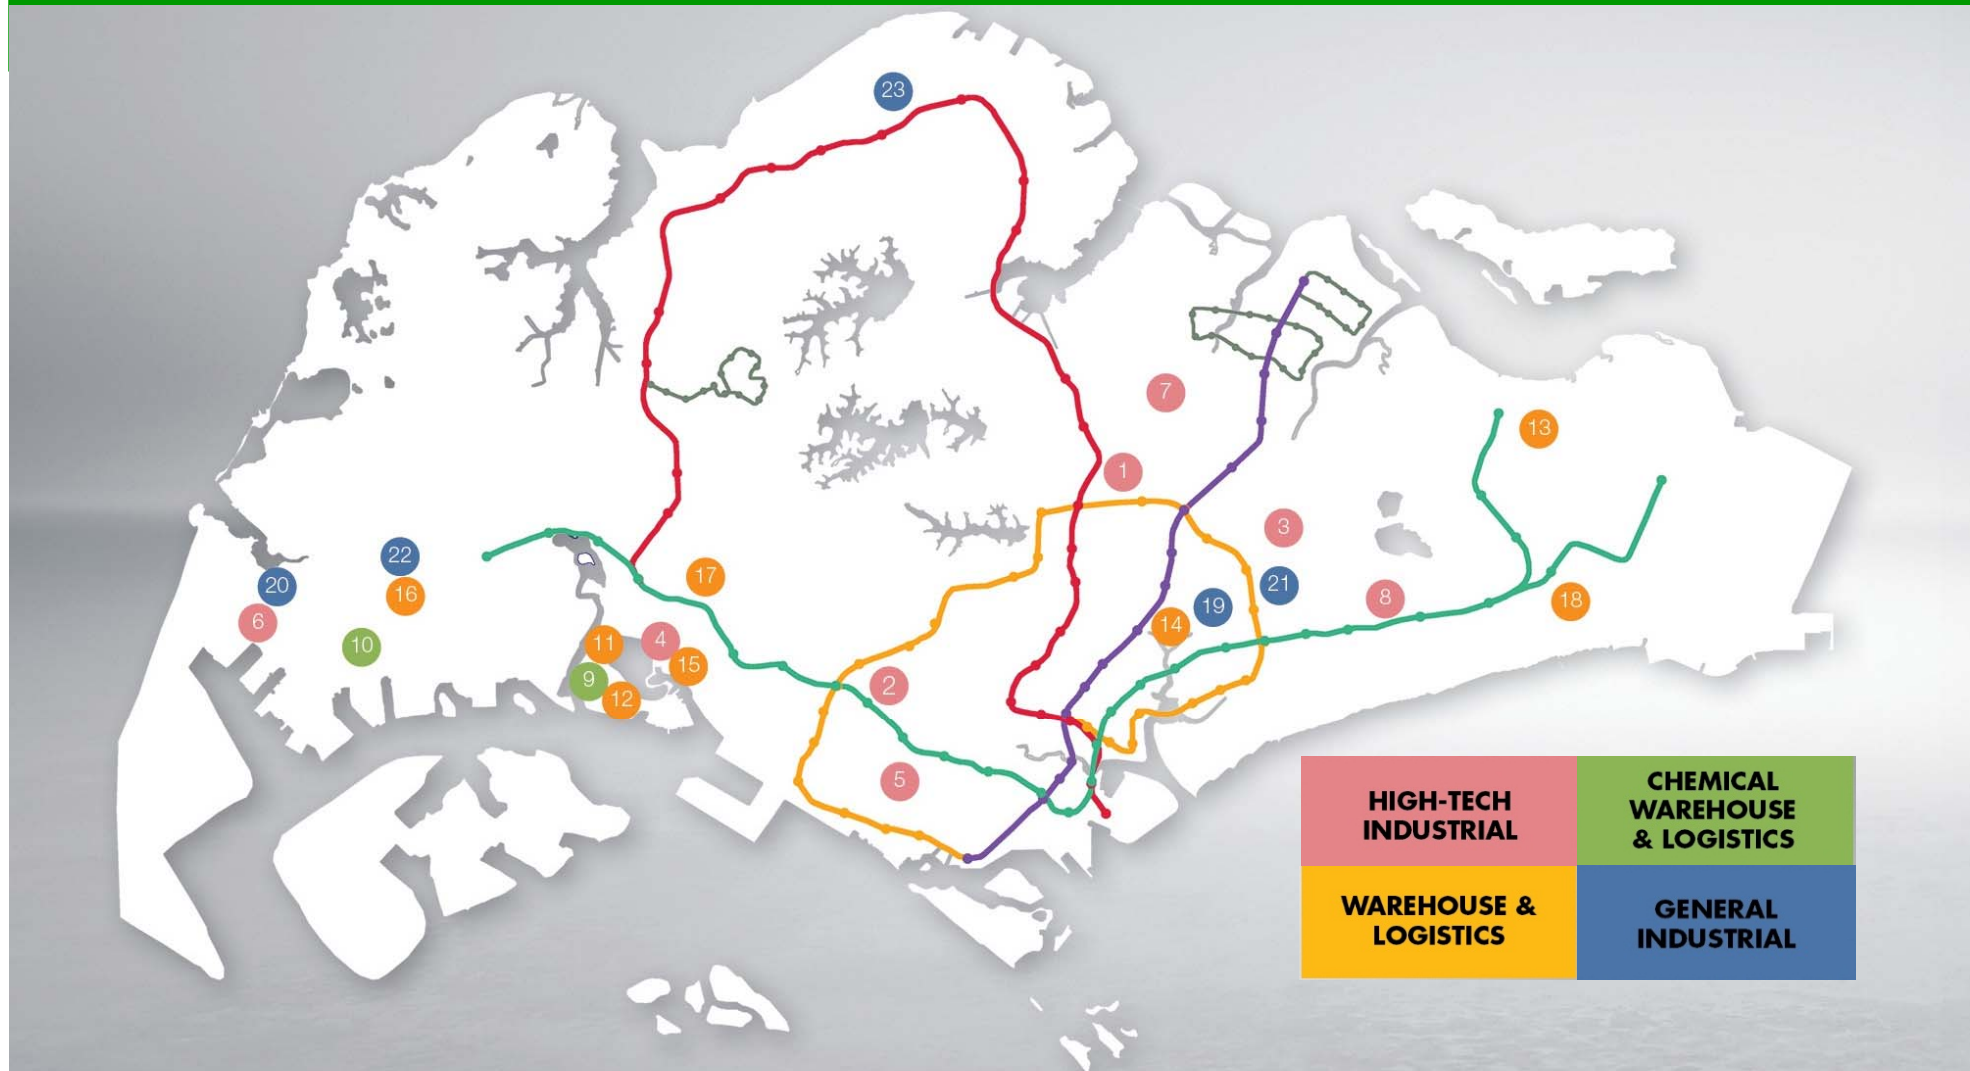 23
7
13
1
3
22
17
20
16
21
8
18
6
19
14
10
11
4
15
9
12
2
5
HIGH-TECH
INDUSTRIAL
CHEMICAL
WAREHOUSE
& LOGISTICS
WAREHOUSE &
LOGISTICS
GENERAL
INDUSTRIAL